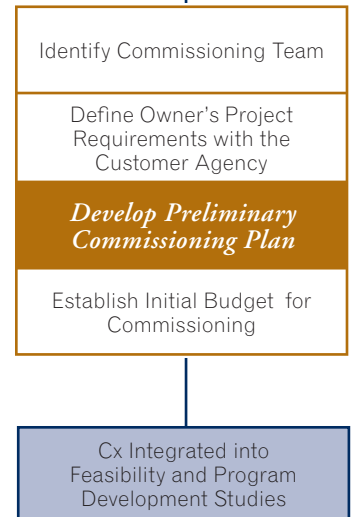 Identify Commissioning Team
Define Owner's Project
Requirements with the
Customer Agency
Develop Preliminary
Commissioning Plan
Establish Initial Budget for
Commissioning
Cx Integrated into
Feasibility and Program
Development Studies